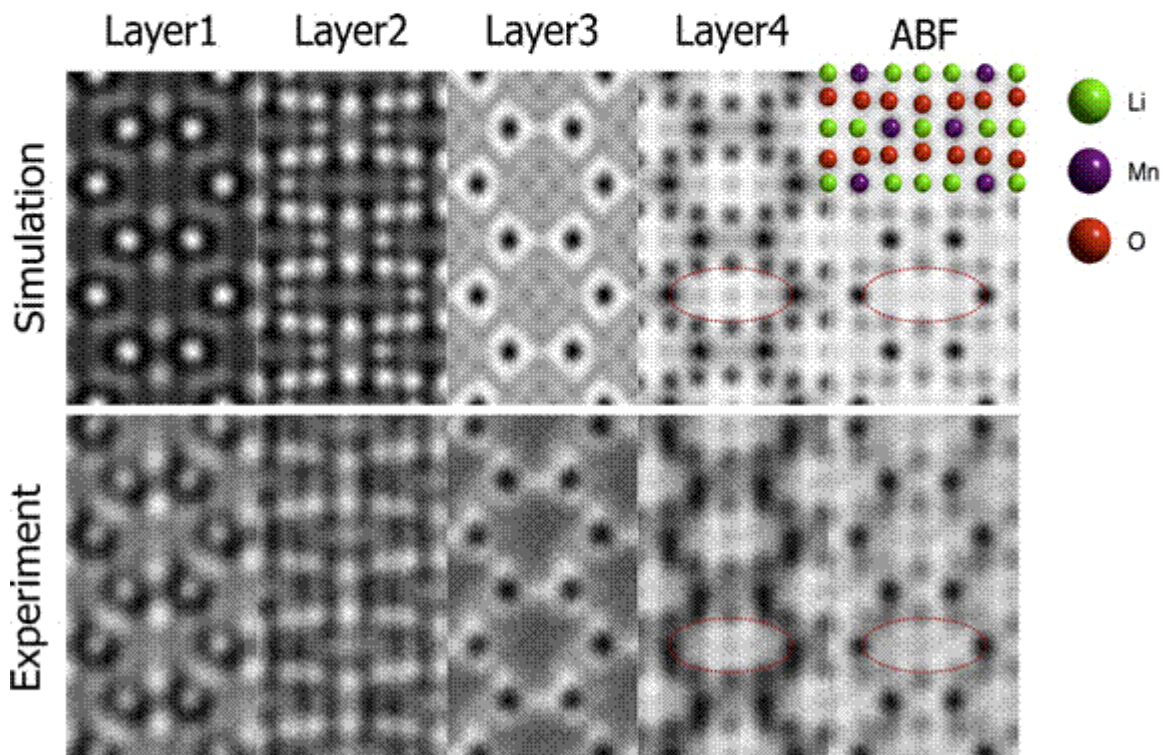 Layer1 Layer2 Layer3 Layer4 ABF
Simulation
Li
Mn
O
Experiment